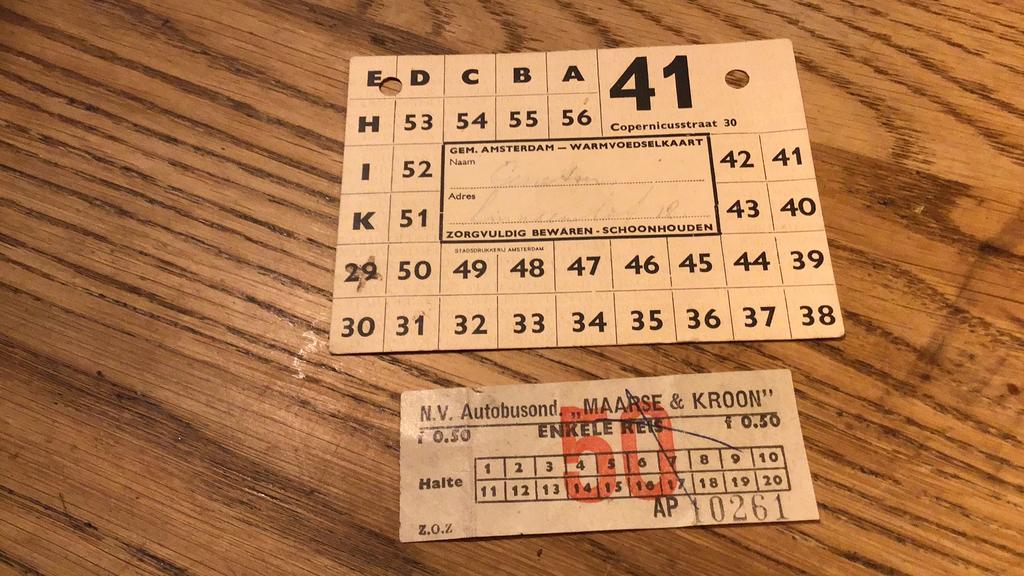 E D C B A 41
H 53 54 55 56 Copernicusstraat 30
GEM. AMSTERDAM — WARMVOEDSELKAART
I 52 Naam 42 41
Adres
K 51 43 40
ZORGVULDIG BEWAREN - SCHOONHOUDEN
STADSDRUKKERIJ AMSTERDAM
29 50 49 48 47 46 45 44 39
30 31 32 33 34 35 36 37 38
N.V. Autobusond. „MAARSE & KROON"
f 0.50 ENKELE REIS f 0.50
50
Halte
1 2 3 4 5 6 7 8 9 10
11 12 13 14 15 16 17 18 19 20
AP 10261
Z.O.Z